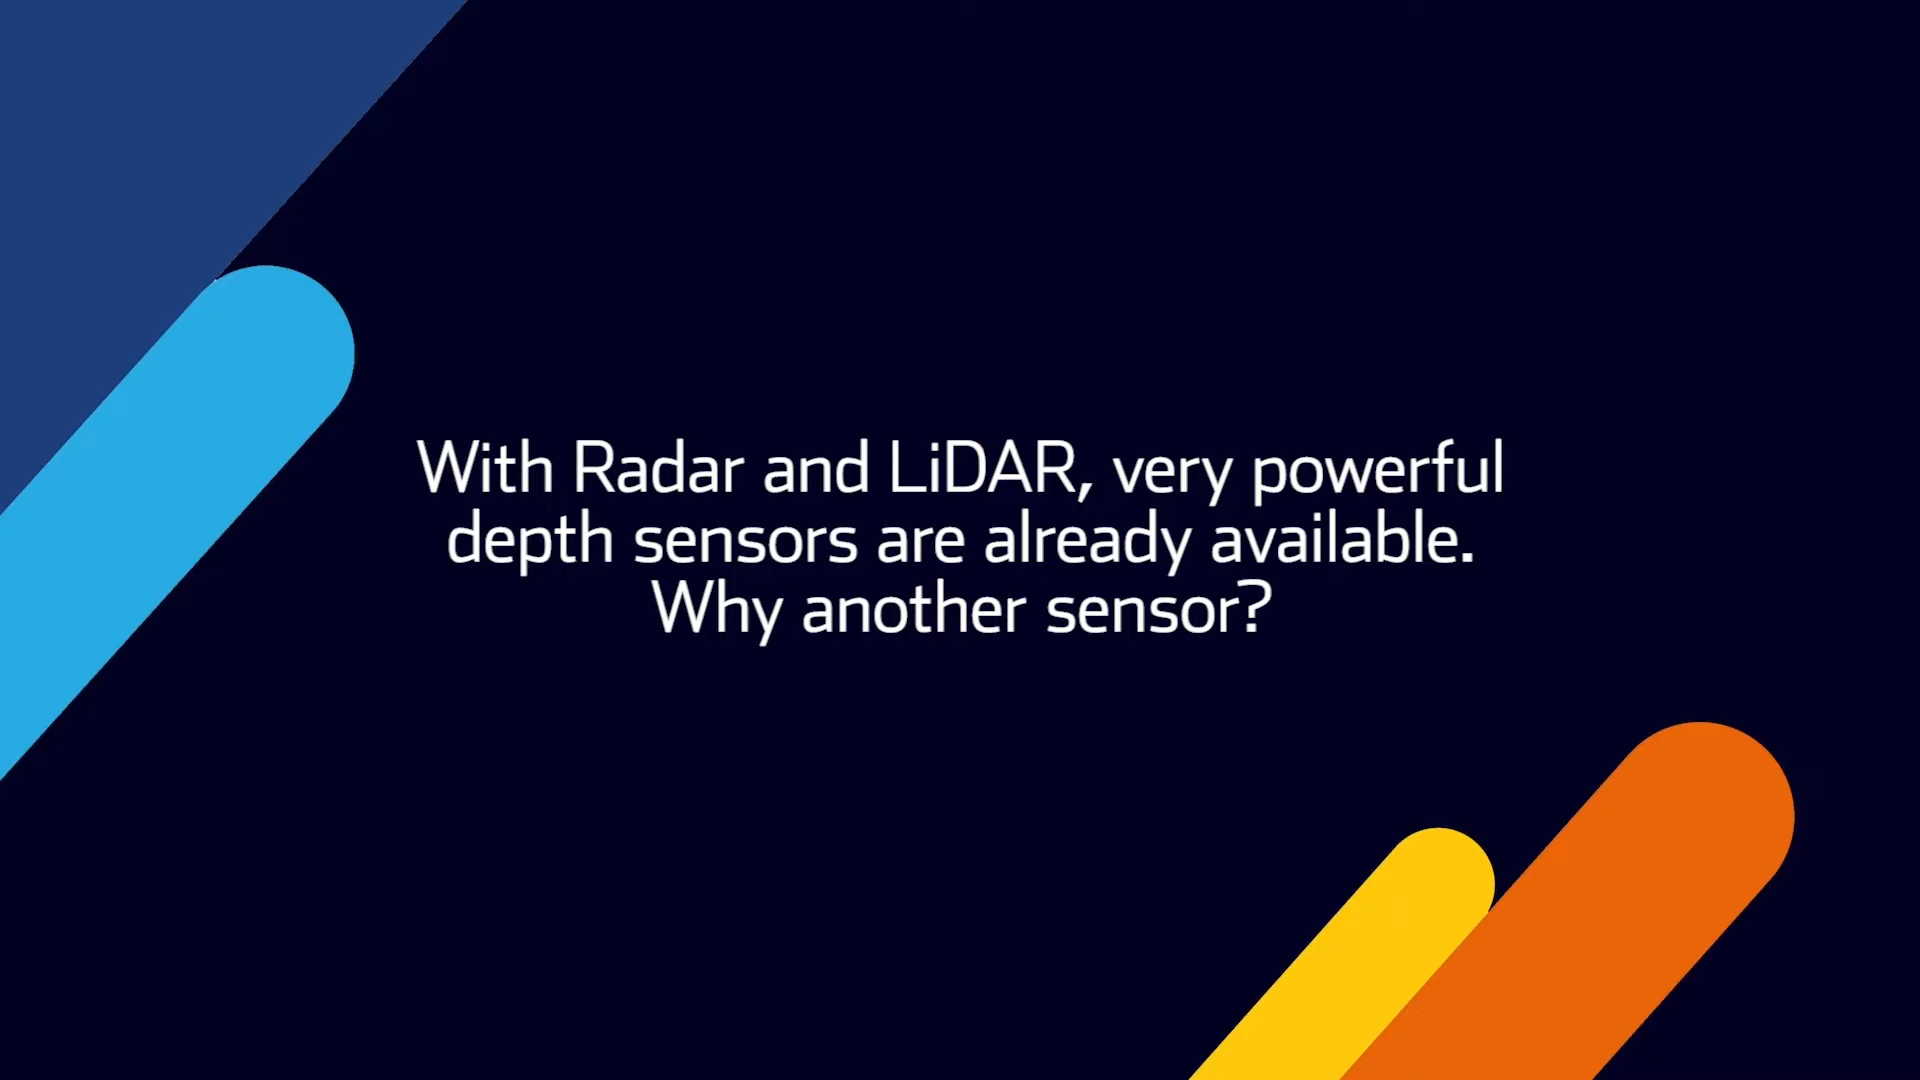 With Radar and LiDAR, very powerful
depth sensors are already available.
Why another sensor?